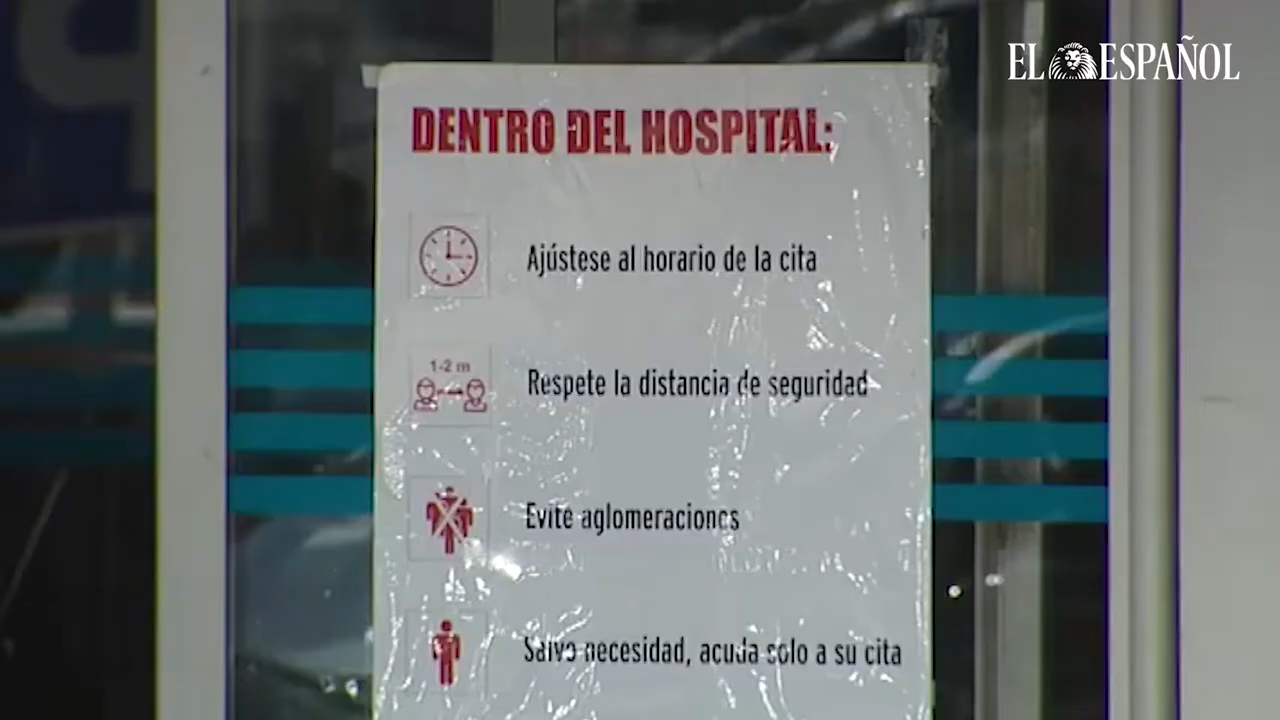 EL ESPAÑOL
DENTRO DEL HOSPITAL:
Ajústese al horario de la cita
1-2 m
Respete la distancia de seguridad
Evite aglomeraciones
Salvo necesidad, acuda solo a su cita